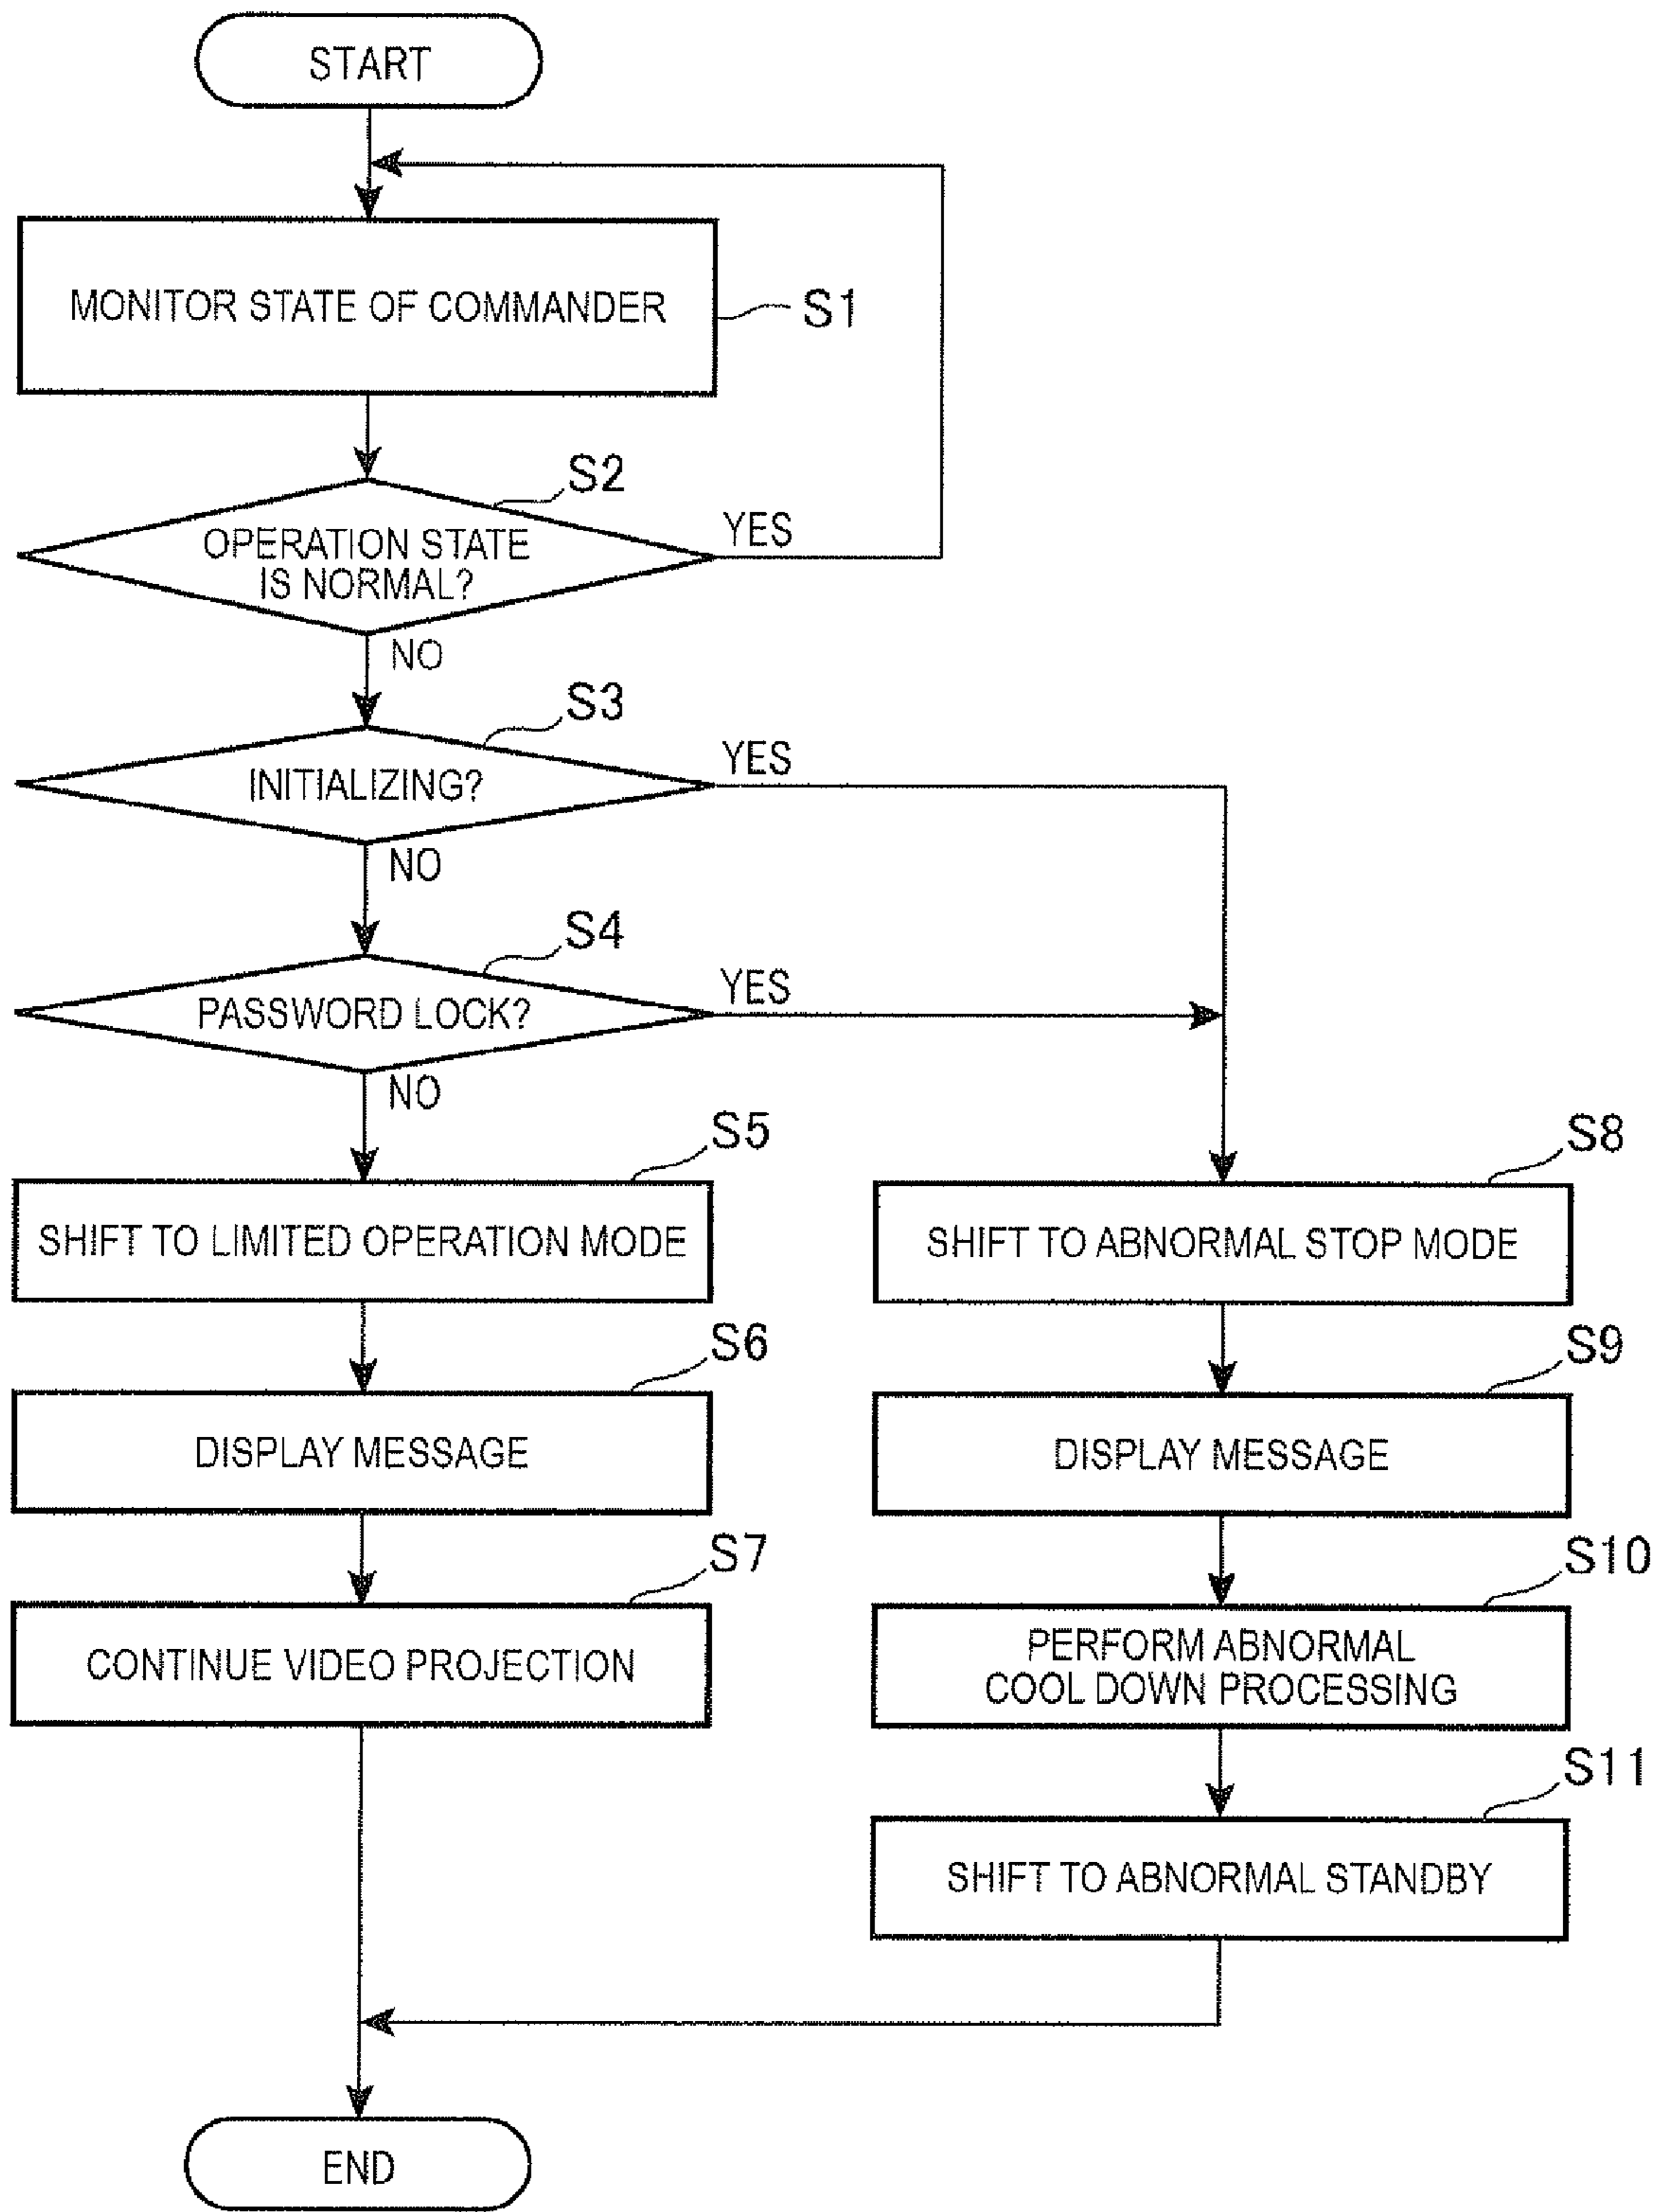 START
MONITOR STATE OF COMMANDER
S1
S2
OPERATION STATE
IS NORMAL?
YES
NO
S3
INITIALIZING?
YES
NO
S4
PASSWORD LOCK?
YES
NO
S5
SHIFT TO LIMITED OPERATION MODE
S8
SHIFT TO ABNORMAL STOP MODE
S6
DISPLAY MESSAGE
S9
DISPLAY MESSAGE
S7
CONTINUE VIDEO PROJECTION
S10
PERFORM ABNORMAL
COOL DOWN PROCESSING
S11
SHIFT TO ABNORMAL STANDBY
END